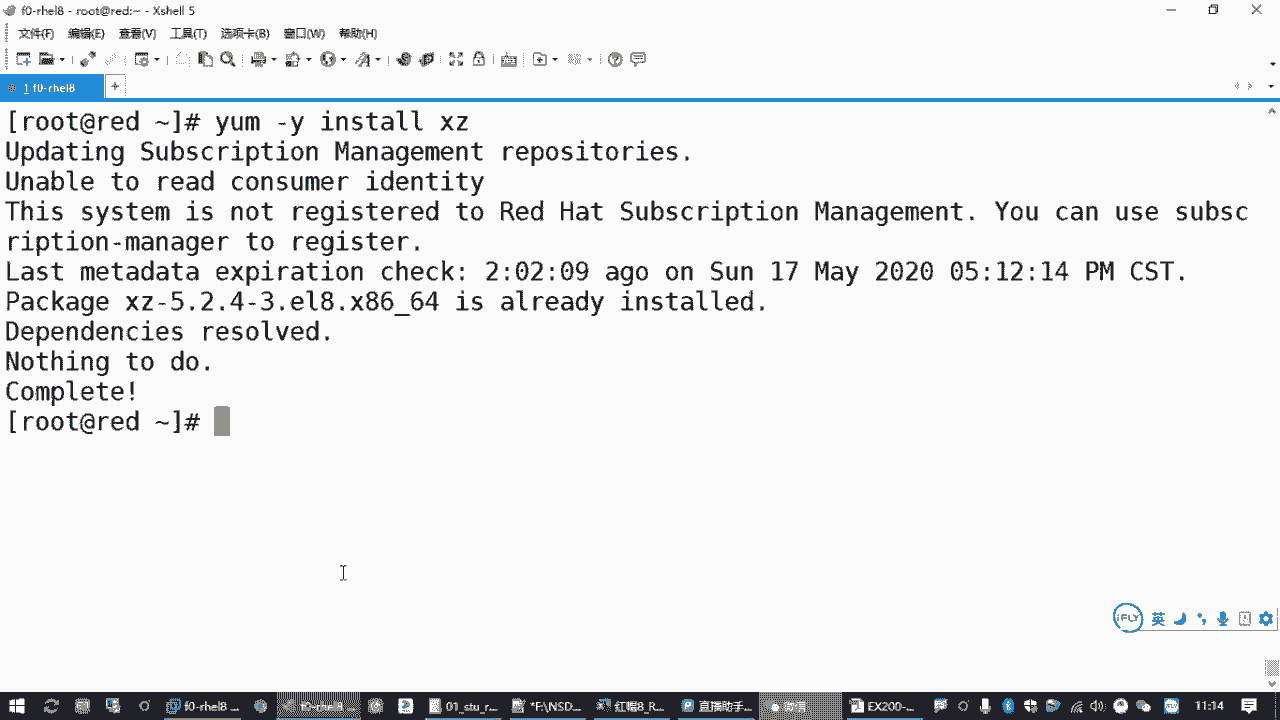 f0-rhel8 - root@red:~ - Xshell 5
文件(F) 编辑(E) 查看(V) 工具(T) 选项卡(B) 窗口(W) 帮助(H)
1 f0-rhel8
[root@red ~]# yum -y install xz
Updating Subscription Management repositories.
Unable to read consumer identity
This system is not registered to Red Hat Subscription Management. You can use subsc
ription-manager to register.
Last metadata expiration check: 2:02:09 ago on Sun 17 May 2020 05:12:14 PM CST.
Package xz-5.2.4-3.el8.x86_64 is already installed.
Dependencies resolved.
Nothing to do.
Complete!
[root@red ~]#
iFLY 英
f0-rhel8 ... f0-rhel8 01_stu_r... *F:\NSD... 红帽8_R... 直播助手... 微信 EX200-... 11:14